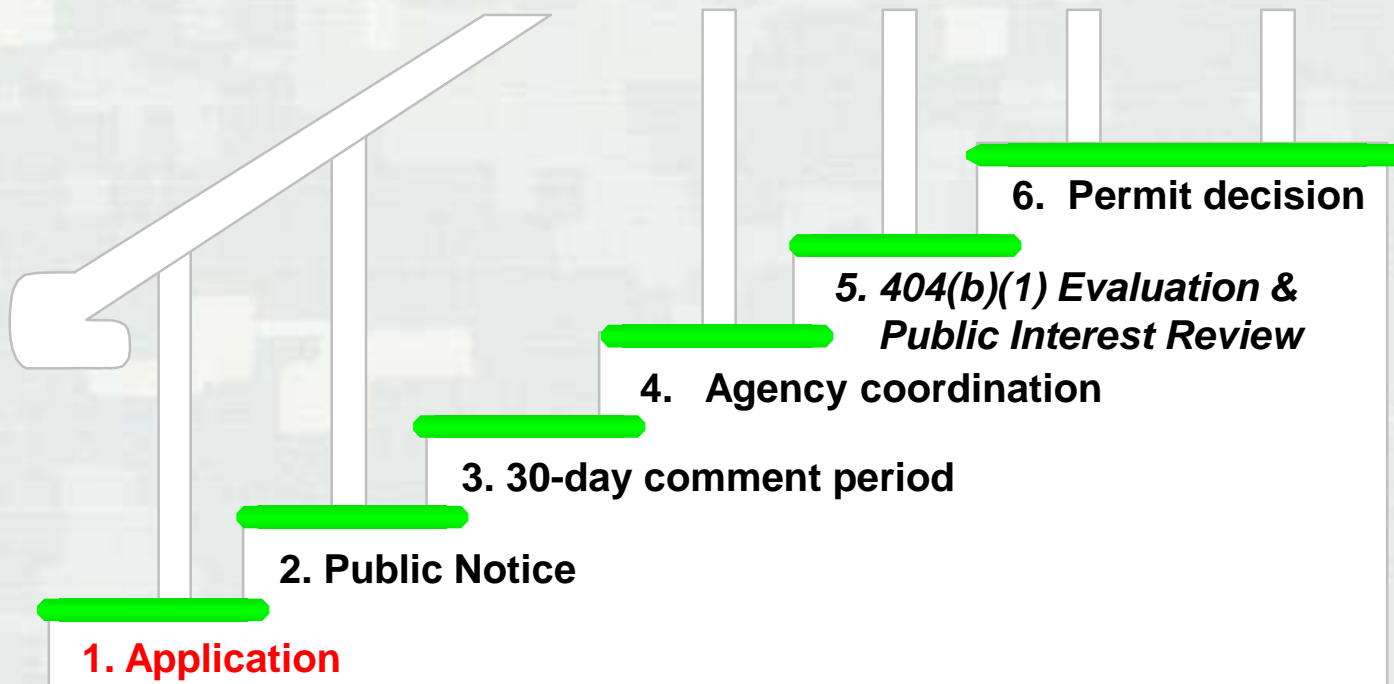 6. Permit decision
5. 404(b)(1) Evaluation &
Public Interest Review
4. Agency coordination
3. 30-day comment period
2. Public Notice
1. Application